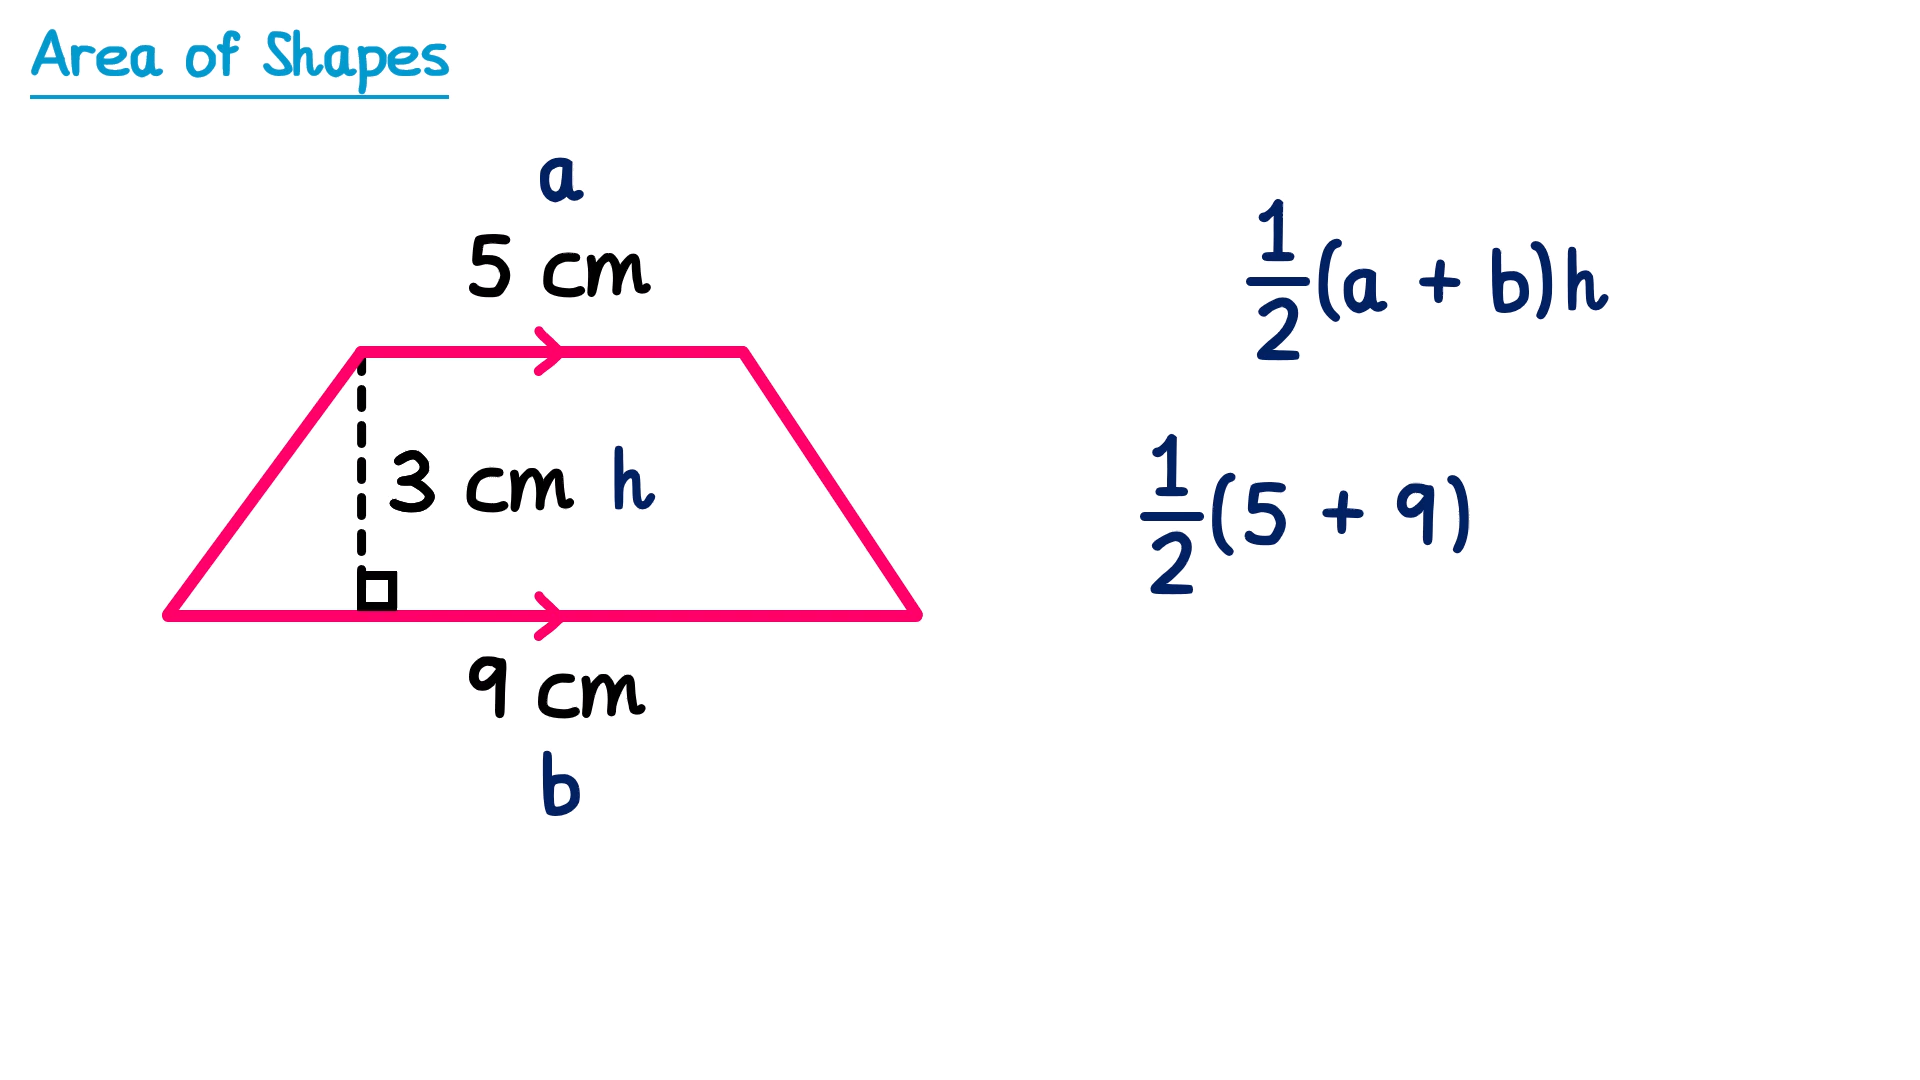 Area of Shapes
a
5 cm
3 cm h
9 cm
b
1/2(a + b)h
1/2(5 + 9)